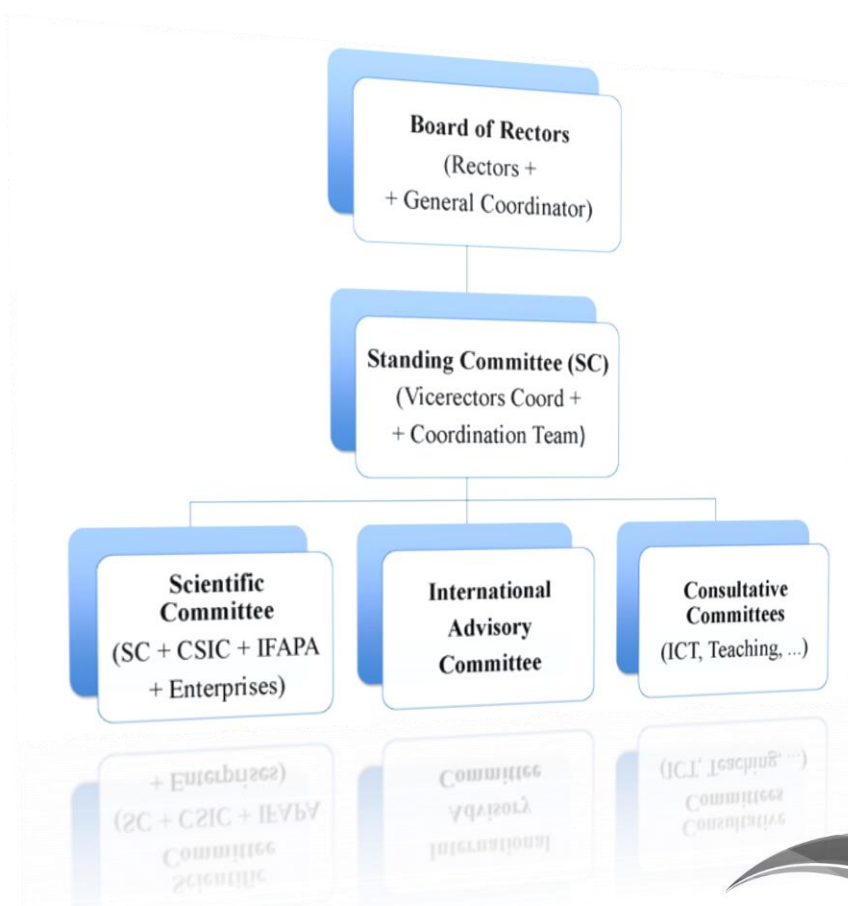 Board of Rectors
(Rectors +
+ General Coordinator)
Standing Committee (SC)
(Vicerectors Coord +
+ Coordination Team)
Scientific
Committee
(SC + CSIC + IFAPA
+ Enterprises)
International
Advisory
Committee
Consultative
Committees
(ICT, Teaching, ...)